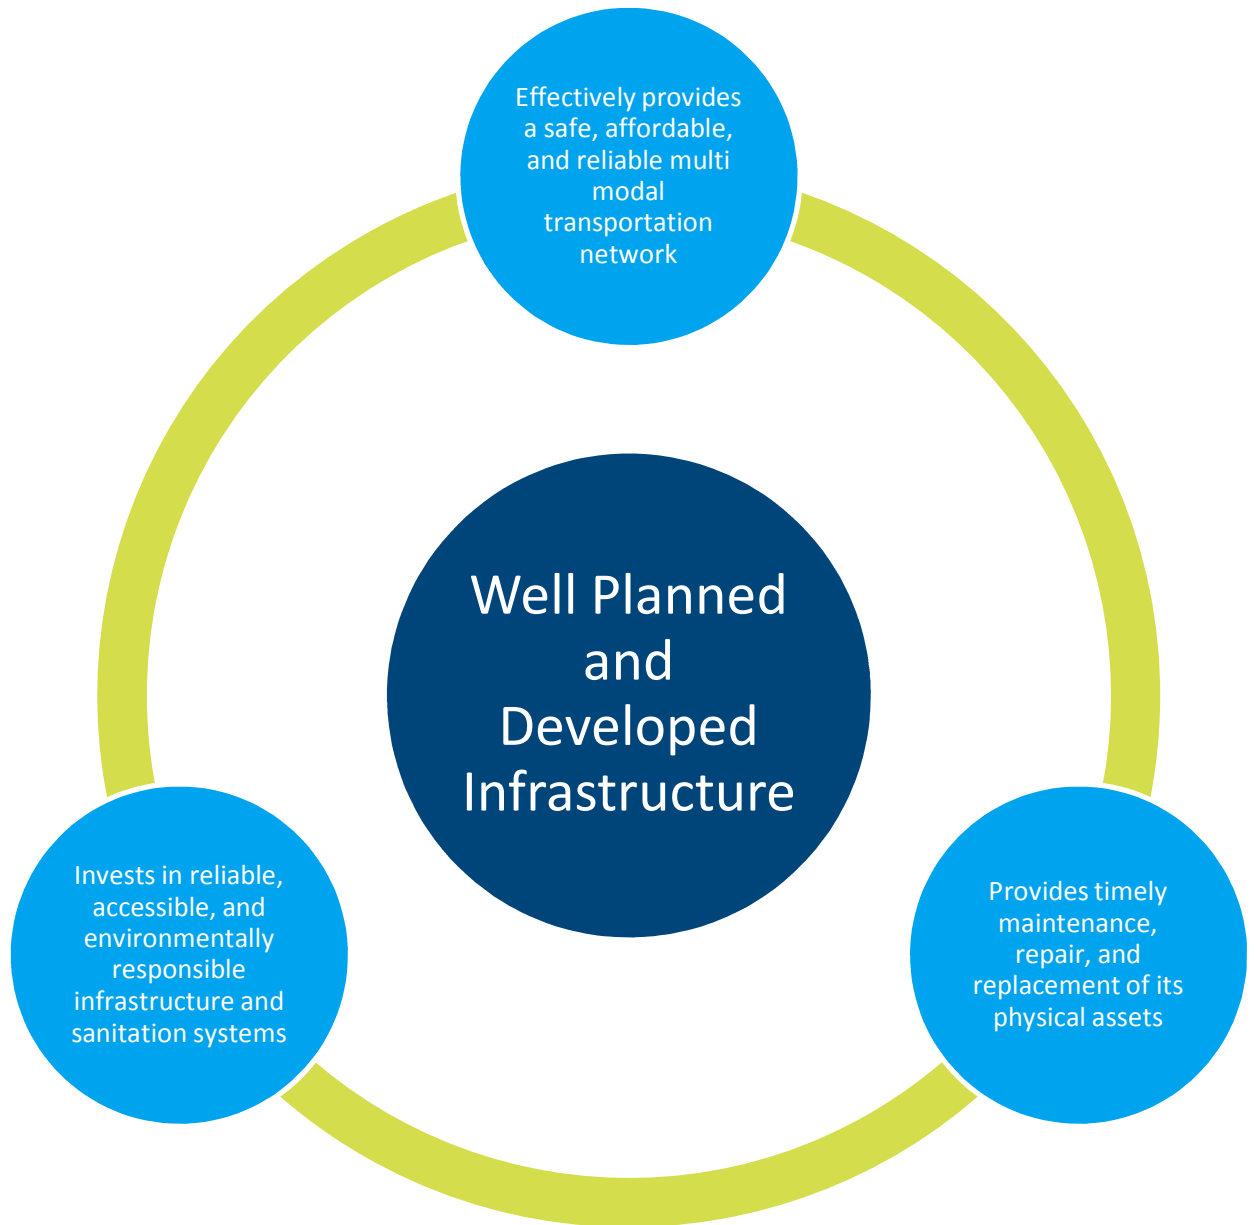 Effectively provides
a safe, affordable,
and reliable multi
modal
transportation
network
Well Planned
and
Developed
Infrastructure
Invests in reliable,
accessible, and
environmentally
responsible
infrastructure and
sanitation systems
Provides timely
maintenance,
repair, and
replacement of its
physical assets